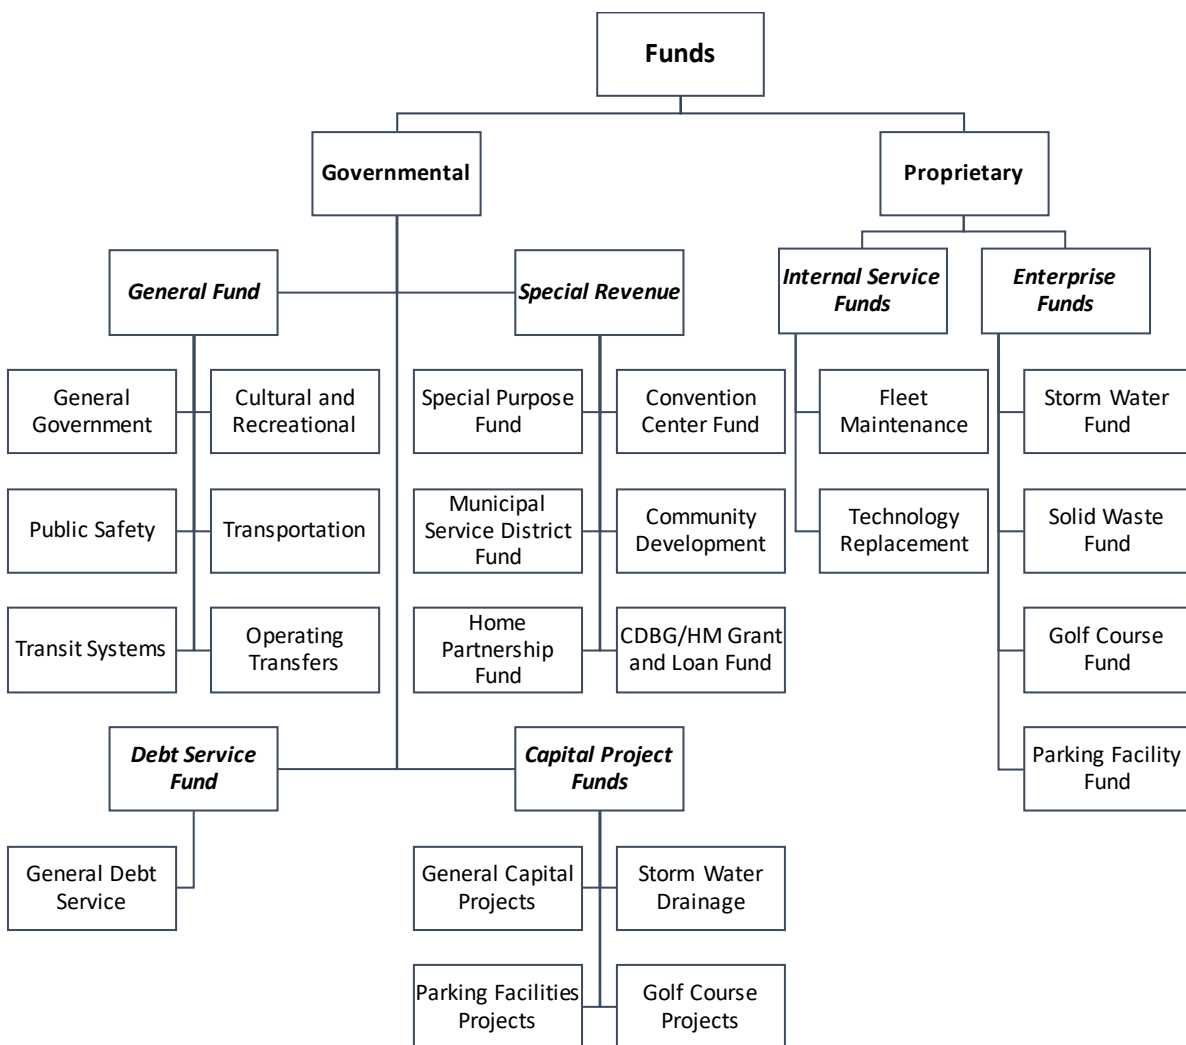 Funds
Governmental
Proprietary
General Fund
Special Revenue
Internal Service
Funds
Enterprise
Funds
General
Government
Cultural and
Recreational
Special Purpose
Fund
Convention
Center Fund
Fleet
Maintenance
Storm Water
Fund
Public Safety
Transportation
Municipal
Service District
Fund
Community
Development
Technology
Replacement
Solid Waste
Fund
Transit Systems
Operating
Transfers
Home
Partnership
Fund
CDBG/HM Grant
and Loan Fund
Golf Course
Fund
Debt Service
Fund
Capital Project
Funds
Parking Facility
Fund
General Debt
Service
General Capital
Projects
Storm Water
Drainage
Parking Facilities
Projects
Golf Course
Projects